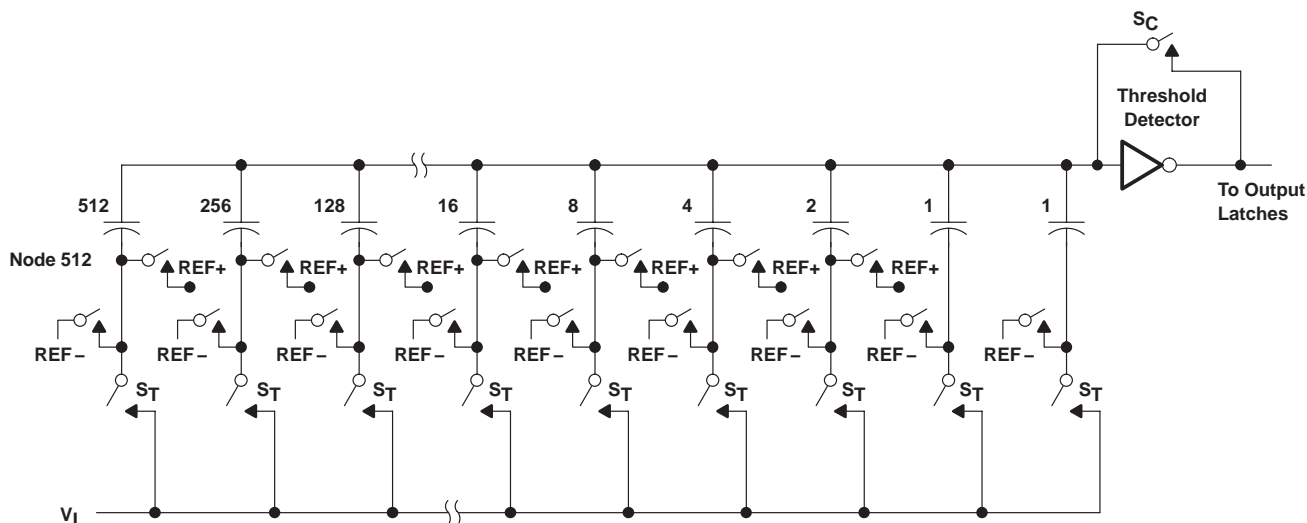 SC
Threshold
Detector
To Output
Latches
512 256 128 16 8 4 2 1 1
Node 512
REF+ REF+ REF+ REF+ REF+ REF+ REF+
REF– REF– REF– REF– REF– REF– REF– REF– REF–
ST ST ST ST ST ST ST ST ST
VI